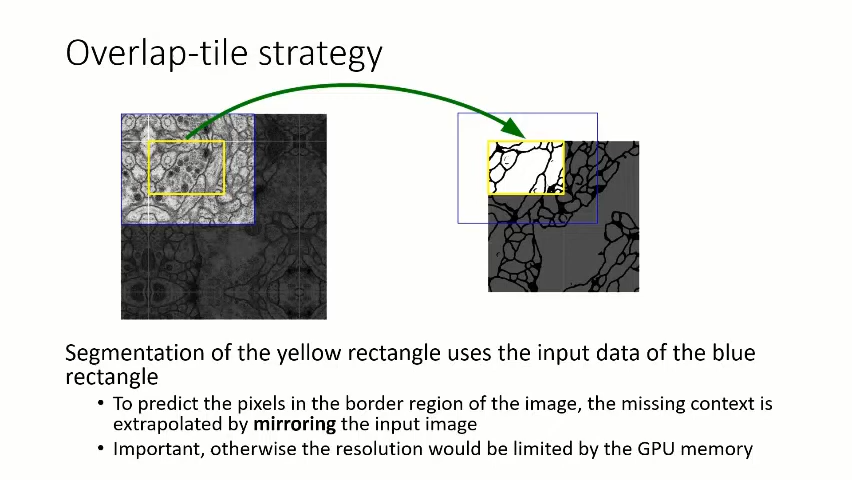 Overlap-tile strategy
Segmentation of the yellow rectangle uses the input data of the blue
rectangle
• To predict the pixels in the border region of the image, the missing context is
extrapolated by mirroring the input image
• Important, otherwise the resolution would be limited by the GPU memory